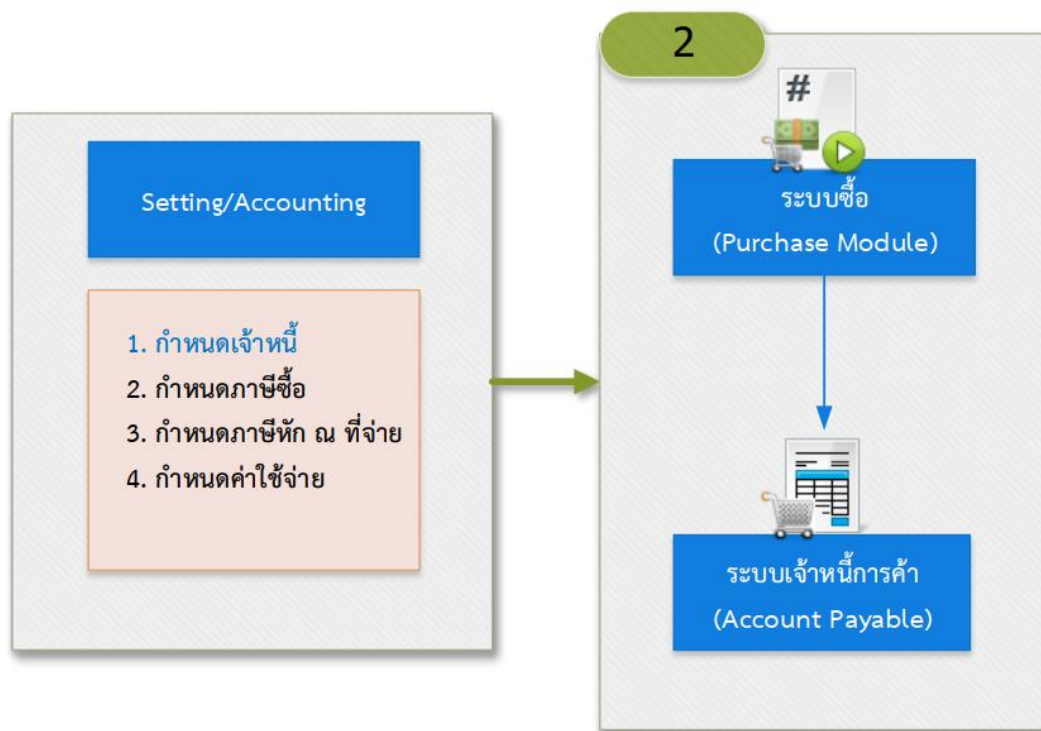 Setting/Accounting
1. กำหนดเจ้าหนี้
2. กำหนดภาษีซื้อ
3. กำหนดภาษีหัก ณ ที่จ่าย
4. กำหนดค่าใช้จ่าย
2
#
ระบบซื้อ
(Purchase Module)
ระบบเจ้าหนี้การค้า
(Account Payable)